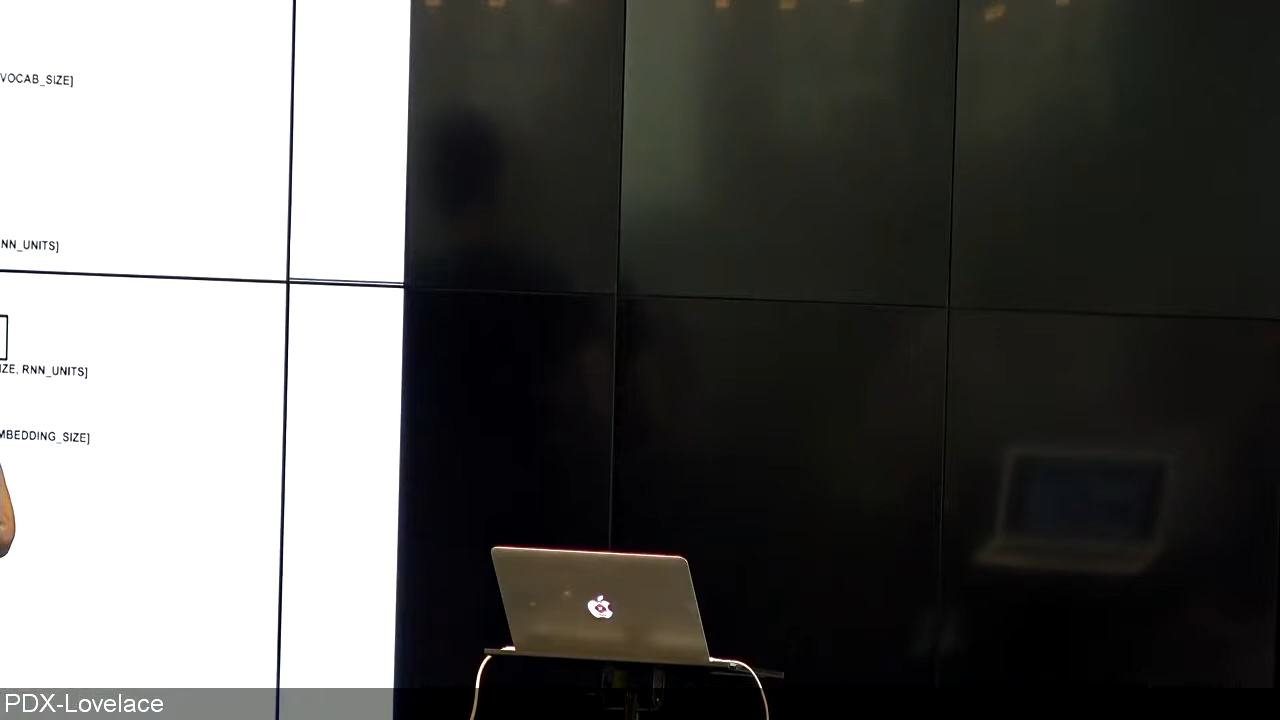 VOCAB_SIZE]
NN_UNITS]
ZE, RNN_UNITS]
MBEDDING_SIZE]
PDX-Lovelace